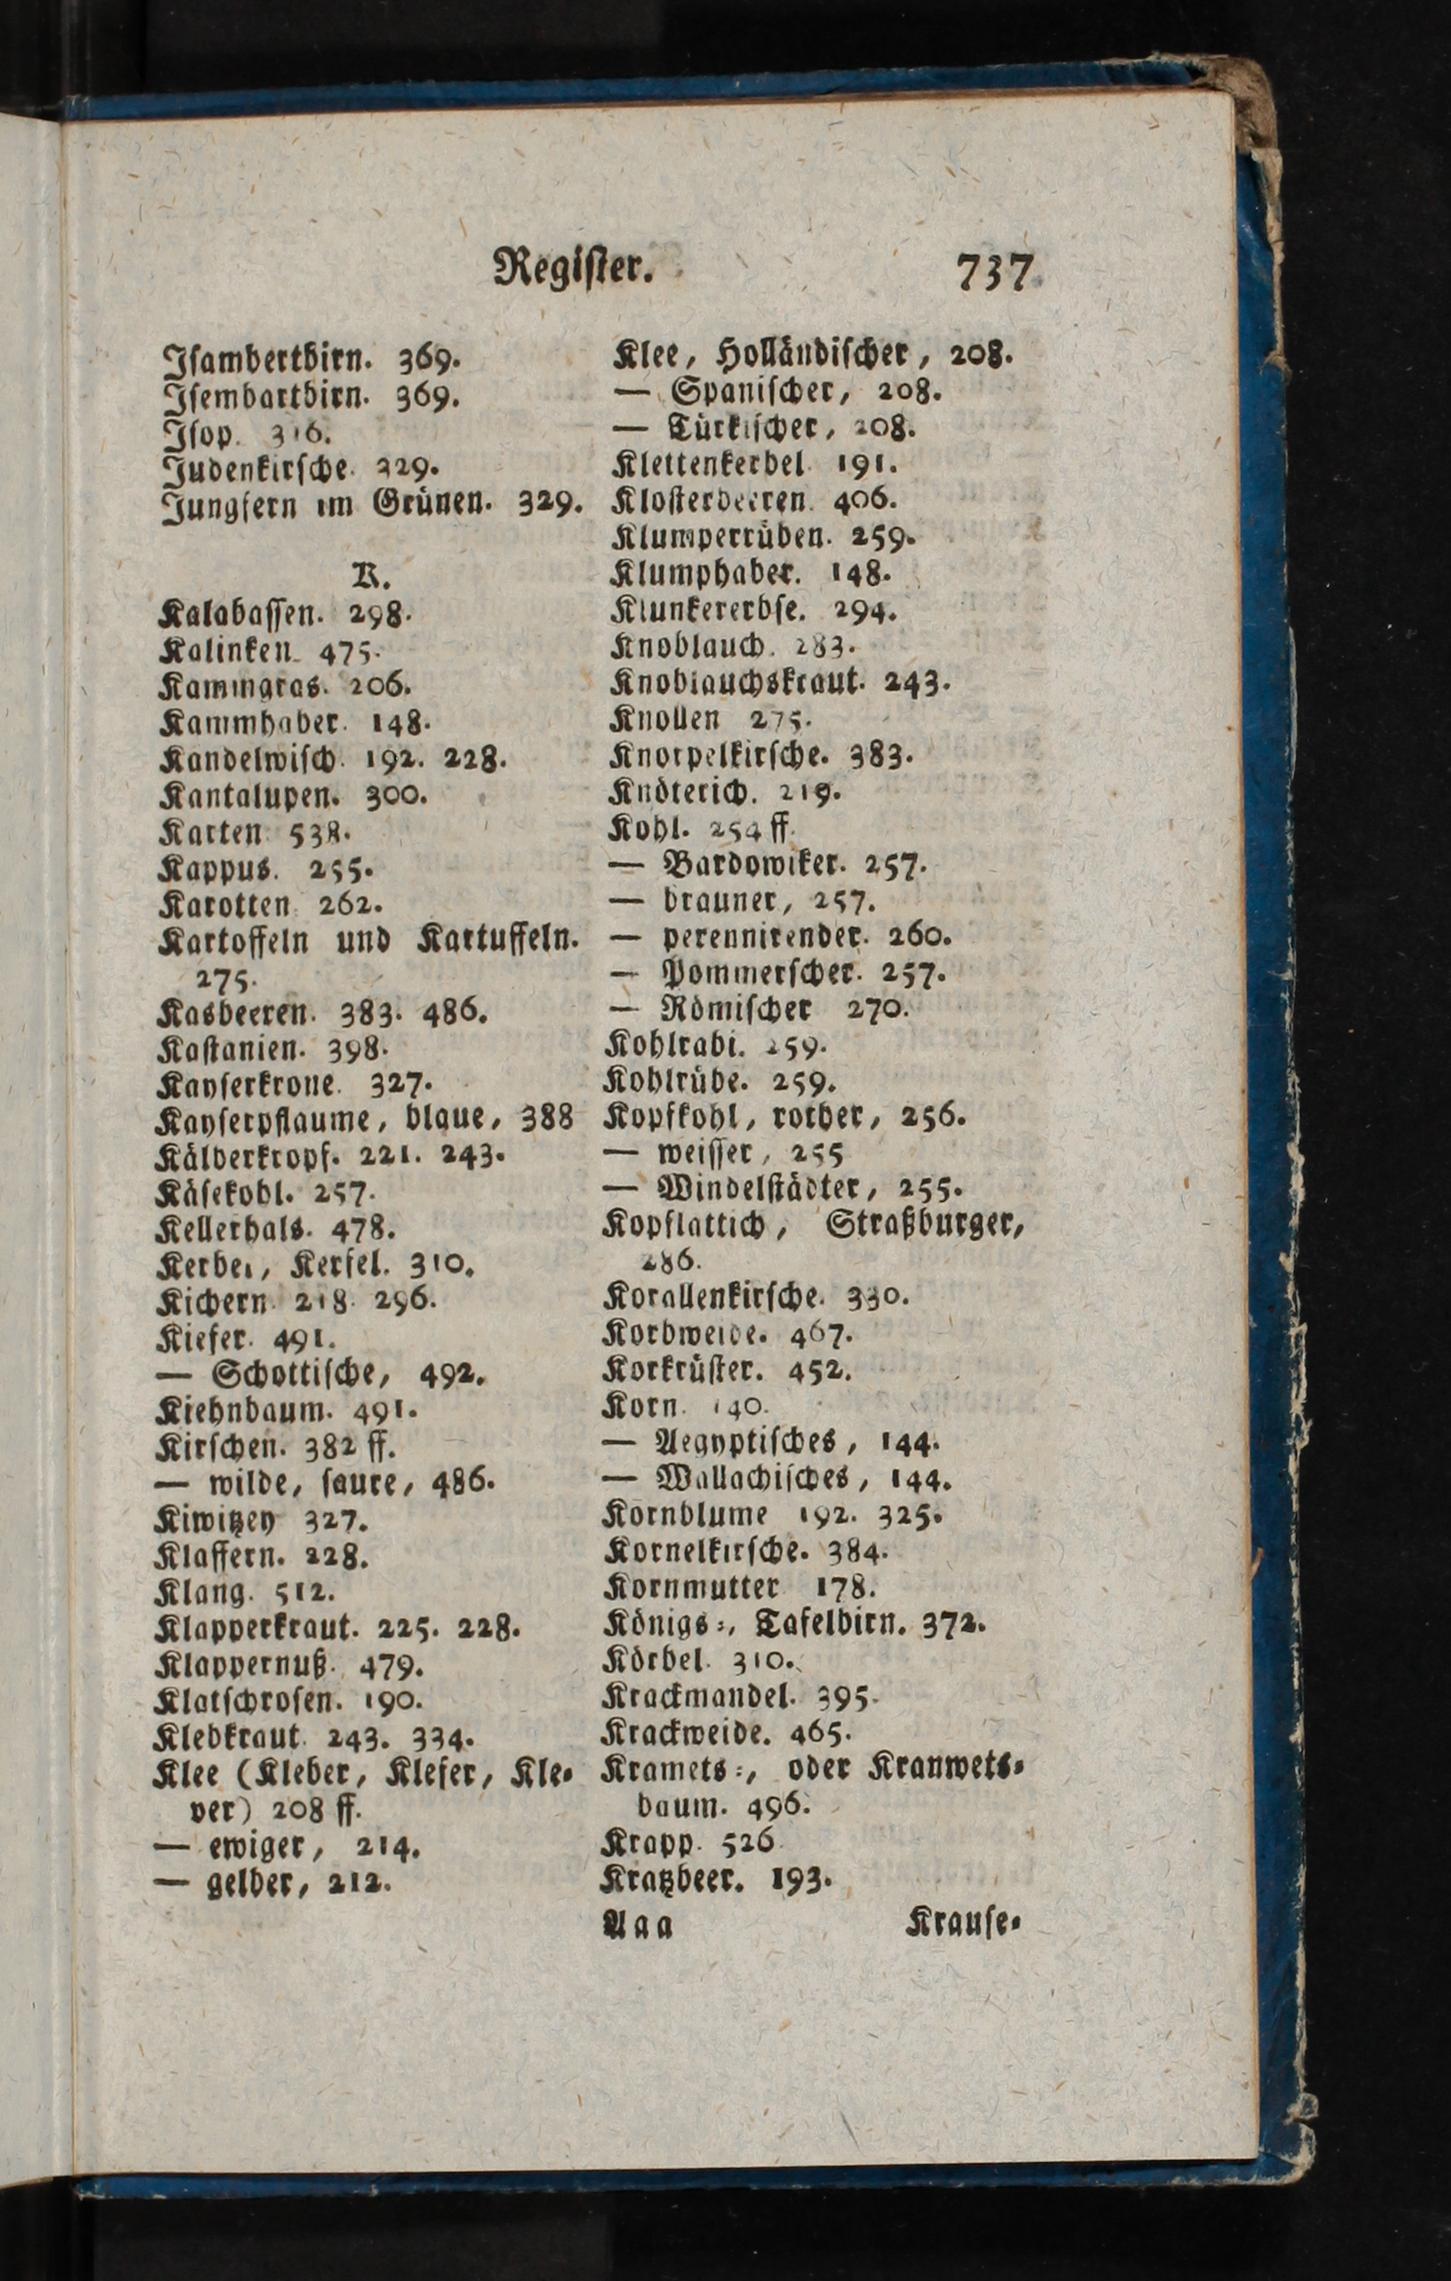 Regiſter. 737
Iſambertbirn. 369.
Iſembartbirn. 369.
Iſop. 316.
Judenkirſche. 329.
Jungfern im Grünen. 329.
K.
Kalabaſſen. 298.
Kalinken. 475.
Kammgras. 206.
Kammhaber. 148.
Kandelwiſch. 192. 228.
Kantalupen. 300.
Karten 538.
Kappus. 255.
Karotten 262.
Kartoffeln und Kartuffeln.
275.
Kasbeeren. 383. 486.
Kaſtanien. 398.
Kayſerkrone. 327.
Kayſerpflaume, blaue, 388
Kälberkropf. 221. 243.
Käſekohl. 257.
Kellerhals. 478.
Kerbel, Kerfel. 310.
Kichern 218. 296.
Kiefer. 491.
— Schottiſche, 492.
Kiehnbaum. 491.
Kirſchen. 382 ff.
— wilde, ſaure, 486.
Kiwitzey 327.
Klaffern. 228.
Klang. 512.
Klapperkraut. 225. 228.
Klappernuß. 479.
Klatſchroſen. 190.
Klebkraut. 243. 334.
Klee (Kleber, Klefer, Kle⸗
ver) 208 ff.
— ewiger, 214.
— gelber, 212.
Klee, Holländiſcher, 208.
— Spaniſcher, 208.
— Türkiſcher, 208.
Klettenkerbel 191.
Kloſterbeeren. 406.
Klumperrüben. 259.
Klumphaber. 148.
Klunkererbſe. 294.
Knoblauch. 283.
Knoblauchskraut. 243.
Knollen 275.
Knorpelkirſche. 383.
Knöterich. 219.
Kohl. 254 ff.
— Bardowiker. 257.
— brauner, 257.
— perennirender. 260.
— Pommerſcher. 257.
— Römiſcher 270.
Kohlrabi. 259.
Kohlrübe. 259.
Kopfkohl, rother, 256.
— weiſſer, 255
— Windelſtädter, 255.
Kopflattich, Straßburger,
286.
Korallenkirſche. 330.
Korbweide. 467.
Korkrüſter. 452.
Korn. 140.
— Aegyptiſches, 144.
— Wallachiſches, 144.
Kornblume 192. 325.
Kornelkirſche. 384.
Kornmutter 178.
Königs⸗, Tafelbirn. 372.
Körbel. 310.
Krackmandel. 395.
Krackweide. 465.
Kramets⸗, oder Kranwets⸗
baum. 496.
Krapp. 526.
Kratzbeer. 193.
Aaa Krauſe⸗